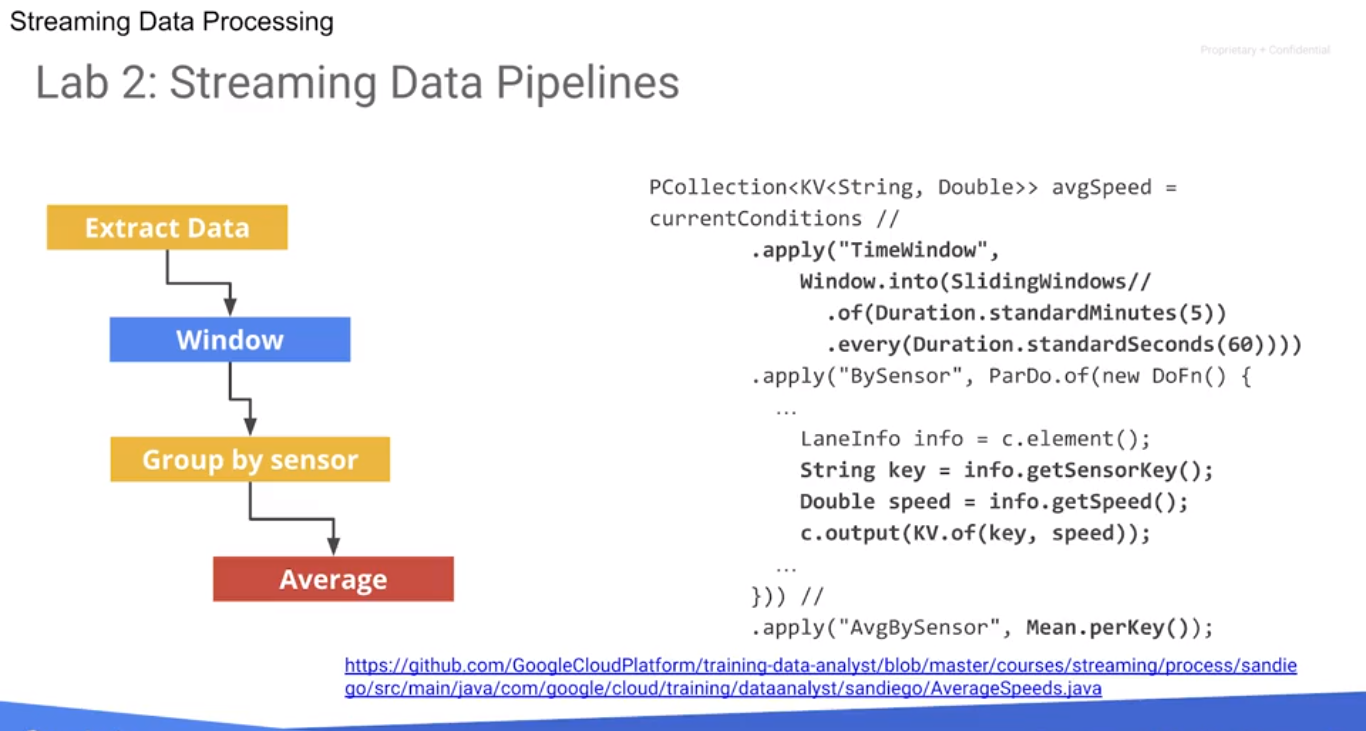 Streaming Data Processing
Proprietary + Confidential
Lab 2: Streaming Data Pipelines
Extract Data
Window
Group by sensor
Average
PCollection<KV<String, Double>> avgSpeed =
currentConditions //
.apply("TimeWindow",
Window.into(SlidingWindows//
.of(Duration.standardMinutes(5))
.every(Duration.standardSeconds(60))))
.apply("BySensor", ParDo.of(new DoFn() {
...
LaneInfo info = c.element();
String key = info.getSensorKey();
Double speed = info.getSpeed();
c.output(KV.of(key, speed));
...
})) //
.apply("AvgBySensor", Mean.perKey());
https://github.com/GoogleCloudPlatform/training-data-analyst/blob/master/courses/streaming/process/sandie
go/src/main/java/com/google/cloud/training/dataanalyst/sandiego/AverageSpeeds.java